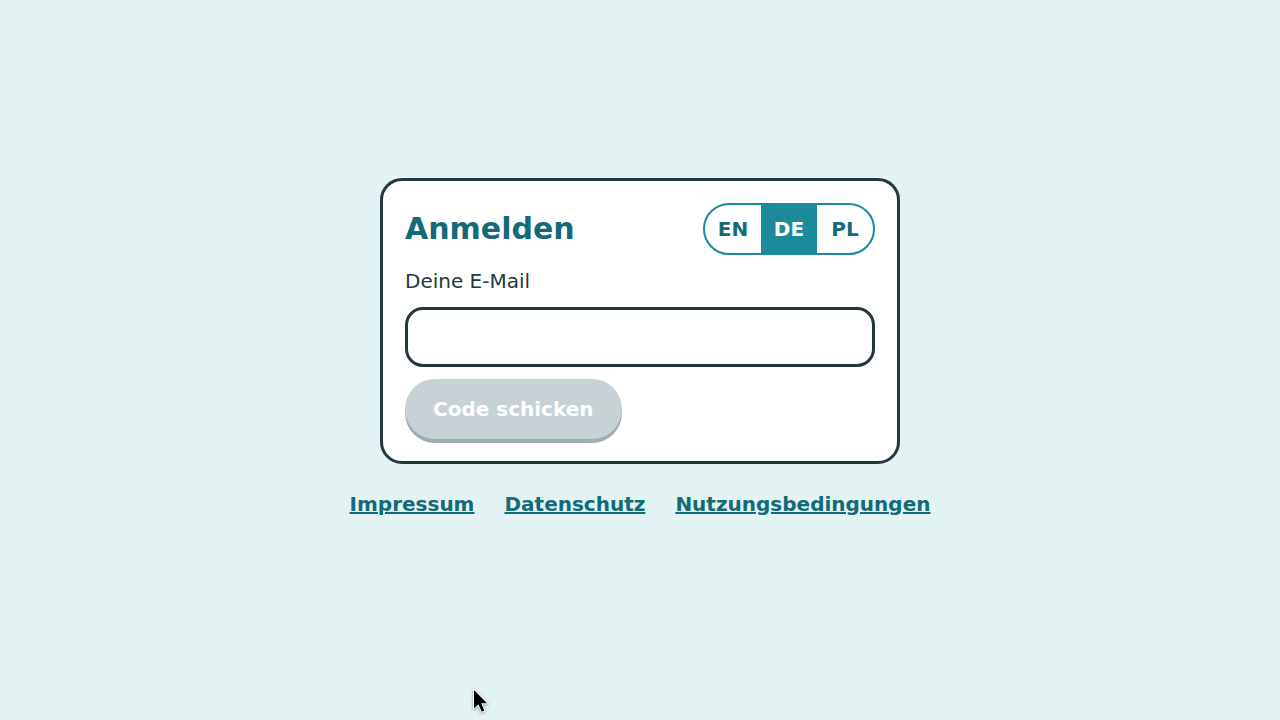 Anmelden EN DE PL
Deine E-Mail
Code schicken
Impressum Datenschutz Nutzungsbedingungen